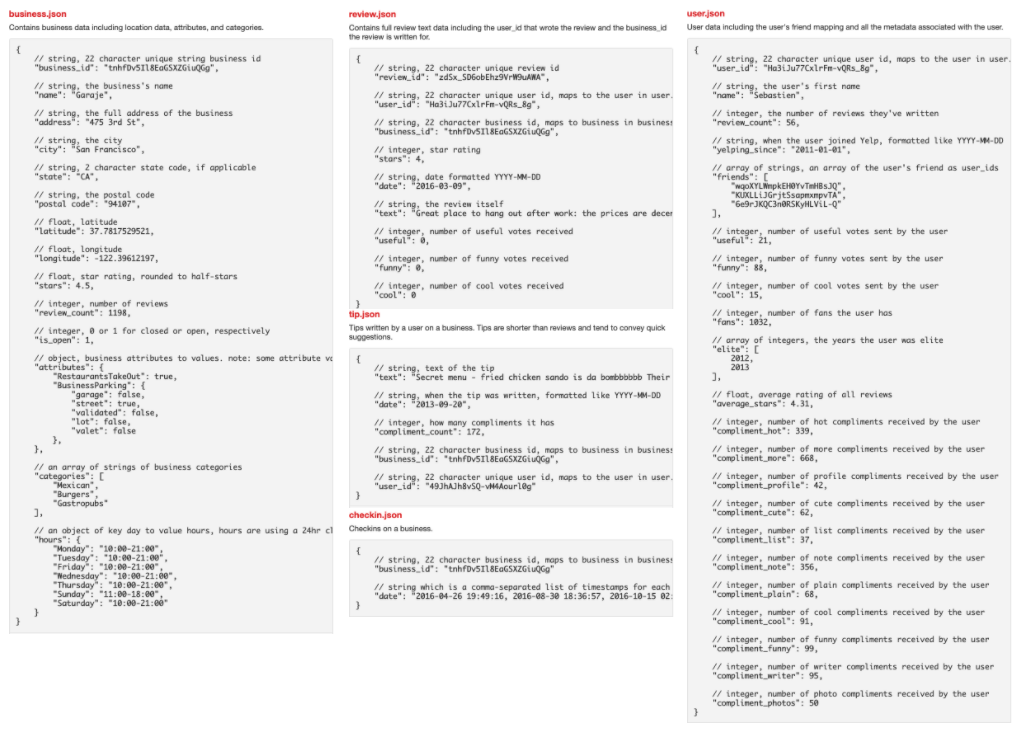 business.json
Contains business data including location data, attributes, and categories.
{
// string, 22 character unique string business id
"business_id": "tnhfDv5Il8EaGSXZGiuQGg",
// string, the business's name
"name": "Garaje",
// string, the full address of the business
"address": "475 3rd St",
// string, the city
"city": "San Francisco",
// string, 2 character state code, if applicable
"state": "CA",
// string, the postal code
"postal code": "94107",
// float, latitude
"latitude": 37.7817529521,
// float, longitude
"longitude": -122.39612197,
// float, star rating, rounded to half-stars
"stars": 4.5,
// integer, number of reviews
"review_count": 1198,
// integer, 0 or 1 for closed or open, respectively
"is_open": 1,
// object, business attributes to values. note: some attribute va
"attributes": {
"RestaurantsTakeOut": true,
"BusinessParking": {
"garage": false,
"street": true,
"validated": false,
"lot": false,
"valet": false
},
},
// an array of strings of business categories
"categories": [
"Mexican",
"Burgers",
"Gastropubs"
],
// an object of key day to value hours, hours are using a 24hr cl
"hours": {
"Monday": "10:00-21:00",
"Tuesday": "10:00-21:00",
"Friday": "10:00-21:00",
"Wednesday": "10:00-21:00",
"Thursday": "10:00-21:00",
"Sunday": "11:00-18:00",
"Saturday": "10:00-21:00"
}
}
review.json
Contains full review text data including the user_id that wrote the review and the business_id
the review is written for.
{
// string, 22 character unique review id
"review_id": "zdSx_SD6obEhz9VrW9uAWA",
// string, 22 character unique user id, maps to the user in user.
"user_id": "Ha3iJu77CxlrFm-vQRs_8g",
// string, 22 character business id, maps to business in business
"business_id": "tnhfDv5Il8EaGSXZGiuQGg",
// integer, star rating
"stars": 4,
// string, date formatted YYYY-MM-DD
"date": "2016-03-09",
// string, the review itself
"text": "Great place to hang out after work: the prices are decen
// integer, number of useful votes received
"useful": 0,
// integer, number of funny votes received
"funny": 0,
// integer, number of cool votes received
"cool": 0
}
tip.json
Tips written by a user on a business. Tips are shorter than reviews and tend to convey quick
suggestions.
{
// string, text of the tip
"text": "Secret menu - fried chicken sando is da bombbbbbb Their
// string, when the tip was written, formatted like YYYY-MM-DD
"date": "2013-09-20",
// integer, how many compliments it has
"compliment_count": 172,
// string, 22 character business id, maps to business in business
"business_id": "tnhfDv5Il8EaGSXZGiuQGg",
// string, 22 character unique user id, maps to the user in user.
"user_id": "49JhAJh8vSQ-vM4Aourl0g"
}
checkin.json
Checkins on a business.
{
// string, 22 character business id, maps to business in business
"business_id": "tnhfDv5Il8EaGSXZGiuQGg"
// string which is a comma-separated list of timestamps for each
"date": "2016-04-26 19:49:16, 2016-08-30 18:36:57, 2016-10-15 02:
}
user.json
User data including the user's friend mapping and all the metadata associated with the user.
{
// string, 22 character unique user id, maps to the user in user.
"user_id": "Ha3iJu77CxlrFm-vQRs_8g",
// string, the user's first name
"name": "Sebastien",
// integer, the number of reviews they've written
"review_count": 56,
// string, when the user joined Yelp, formatted like YYYY-MM-DD
"yelping_since": "2011-01-01",
// array of strings, an array of the user's friend as user_ids
"friends": [
"wqoXYLWmpkEH0YvTmHBsJQ",
"KUXLLiJGrjtSsapmxmpvTA",
"6e9rJKQC3n0RSKyHLViL-Q"
],
// integer, number of useful votes sent by the user
"useful": 21,
// integer, number of funny votes sent by the user
"funny": 88,
// integer, number of cool votes sent by the user
"cool": 15,
// integer, number of fans the user has
"fans": 1032,
// array of integers, the years the user was elite
"elite": [
2012,
2013
],
// float, average rating of all reviews
"average_stars": 4.31,
// integer, number of hot compliments received by the user
"compliment_hot": 339,
// integer, number of more compliments received by the user
"compliment_more": 668,
// integer, number of profile compliments received by the user
"compliment_profile": 42,
// integer, number of cute compliments received by the user
"compliment_cute": 62,
// integer, number of list compliments received by the user
"compliment_list": 37,
// integer, number of note compliments received by the user
"compliment_note": 356,
// integer, number of plain compliments received by the user
"compliment_plain": 68,
// integer, number of cool compliments received by the user
"compliment_cool": 91,
// integer, number of funny compliments received by the user
"compliment_funny": 99,
// integer, number of writer compliments received by the user
"compliment_writer": 95,
// integer, number of photo compliments received by the user
"compliment_photos": 50
}